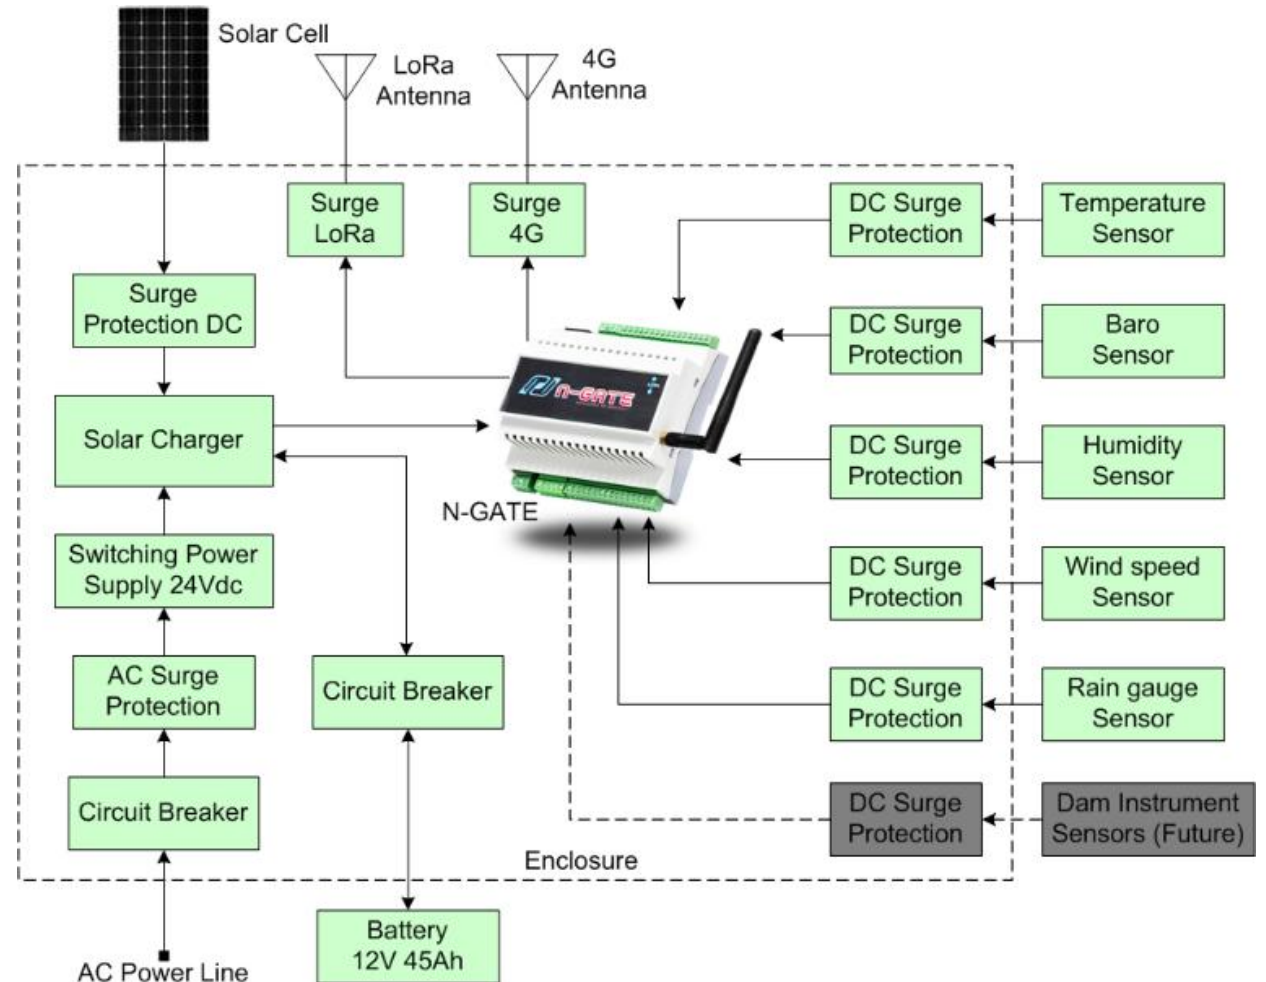 Solar Cell
LoRa
Antenna
4G
Antenna
Surge
LoRa
Surge
4G
DC Surge
Protection
Temperature
Sensor
Surge
Protection DC
DC Surge
Protection
Baro
Sensor
n-GATE
Solar Charger
DC Surge
Protection
Humidity
Sensor
N-GATE
Switching Power
Supply 24Vdc
DC Surge
Protection
Wind speed
Sensor
AC Surge
Protection
Circuit Breaker
DC Surge
Protection
Rain gauge
Sensor
Circuit Breaker
DC Surge
Protection
Dam Instrument
Sensors (Future)
Enclosure
Battery
12V 45Ah
AC Power Line